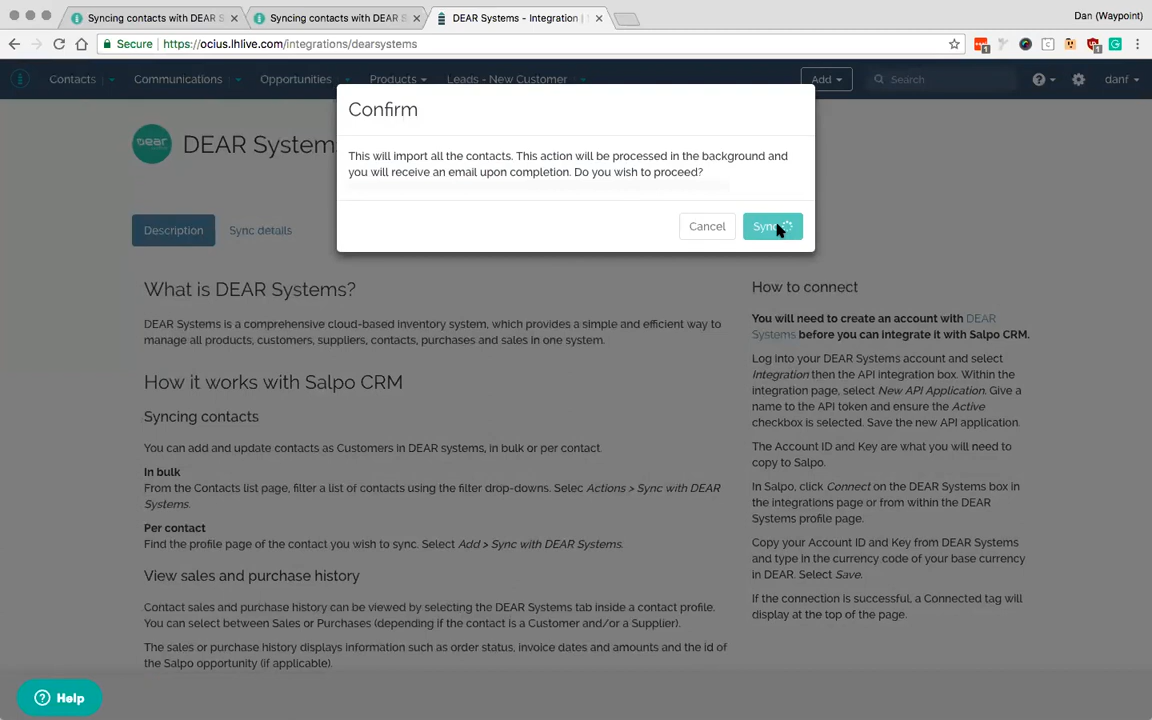 Syncing contacts with DEAR S
Syncing contacts with DEAR S
DEAR Systems - Integration |
Dan (Waypoint)
Secure
https://ocius.lhlive.com/integrations/dearsystems
1
1
Contacts
Communications
Opportunities
Products
Leads - New Customer
Add
Search
danf
Confirm
This will import all the contacts. This action will be processed in the background and
you will receive an email upon completion. Do you wish to proceed?
Cancel
Sync
dear
DEAR Systems
Description
Sync details
What is DEAR Systems?
DEAR Systems is a comprehensive cloud-based inventory system, which provides a simple and efficient way to
manage all products, customers, suppliers, contacts, purchases and sales in one system.
How it works with Salpo CRM
Syncing contacts
You can add and update contacts as Customers in DEAR systems, in bulk or per contact.
In bulk
From the Contacts list page, filter a list of contacts using the filter drop-downs. Selec Actions > Sync with DEAR
Systems.
Per contact
Find the profile page of the contact you wish to sync. Select Add > Sync with DEAR Systems.
View sales and purchase history
Contact sales and purchase history can be viewed by selecting the DEAR Systems tab inside a contact profile.
You can select between Sales or Purchases (depending if the contact is a Customer and/or a Supplier).
The sales or purchase history displays information such as order status, invoice dates and amounts and the id of
the Salpo opportunity (if applicable).
How to connect
You will need to create an account with DEAR
Systems before you can integrate it with Salpo CRM.
Log into your DEAR Systems account and select
Integration then the API integration box. Within the
integration page, select New API Application. Give a
name to the API token and ensure the Active
checkbox is selected. Save the new API application.
The Account ID and Key are what you will need to
copy to Salpo.
In Salpo, click Connect on the DEAR Systems box in
the integrations page or from within the DEAR
Systems profile page.
Copy your Account ID and Key from DEAR Systems
and type in the currency code of your base currency
in DEAR. Select Save.
If the connection is successful, a Connected tag will
display at the top of the page.
Help